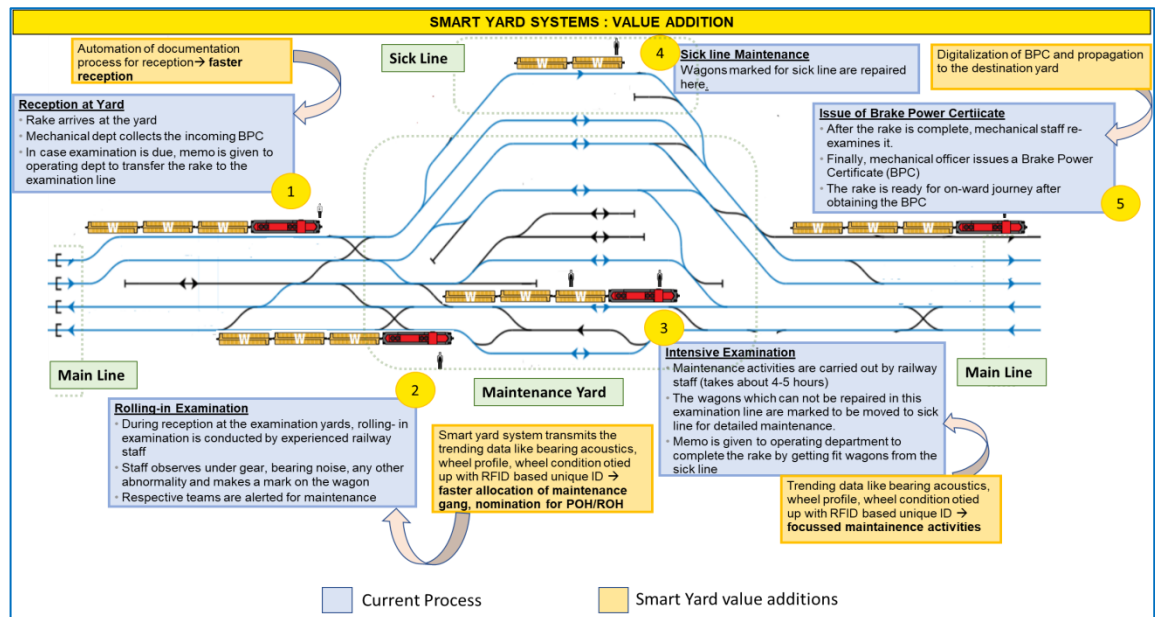 SMART YARD SYSTEMS : VALUE ADDITION
Automation of documentation
process for reception→ faster
reception
Reception at Yard
• Rake arrives at the yard
• Mechanical dept collects the incoming BPC
• In case examination is due, memo is given to
operating dept to transfer the rake to the
examination line
1
Sick Line
W W
4
Sick line Maintenance
Wagons marked for sick line are repaired
here.
Digitalization of BPC and propagation
to the destination yard
Issue of Brake Power Certiicate
• After the rake is complete, mechanical staff re-
examines it.
• Finally, mechanical officer issues a Brake Power
Certificate (BPC)
• The rake is ready for on-ward journey after
obtaining the BPC
5
W W W
W W W
W W W
W W W
Main Line
2
Rolling-in Examination
• During reception at the examination yards, rolling- in
examination is conducted by experienced railway
staff
• Staff observes under gear, bearing noise, any other
abnormality and makes a mark on the wagon
• Respective teams are alerted for maintenance
Maintenance Yard
Smart yard system transmits the
trending data like bearing acoustics,
wheel profile, wheel condition otied
up with RFID based unique ID →
faster allocation of maintenance
gang, nomination for POH/ROH
3
Intensive Examination
• Maintenance activities are carried out by railway
staff (takes about 4-5 hours)
• The wagons which can not be repaired in this
examination line are marked to be moved to sick
line for detailed maintenance.
• Memo is given to operating department to
complete the rake by getting fit wagons from the
sick line
Main Line
Trending data like bearing acoustics,
wheel profile, wheel condition otied
up with RFID based unique ID →
focussed maintainence activities
Current Process
Smart Yard value additions